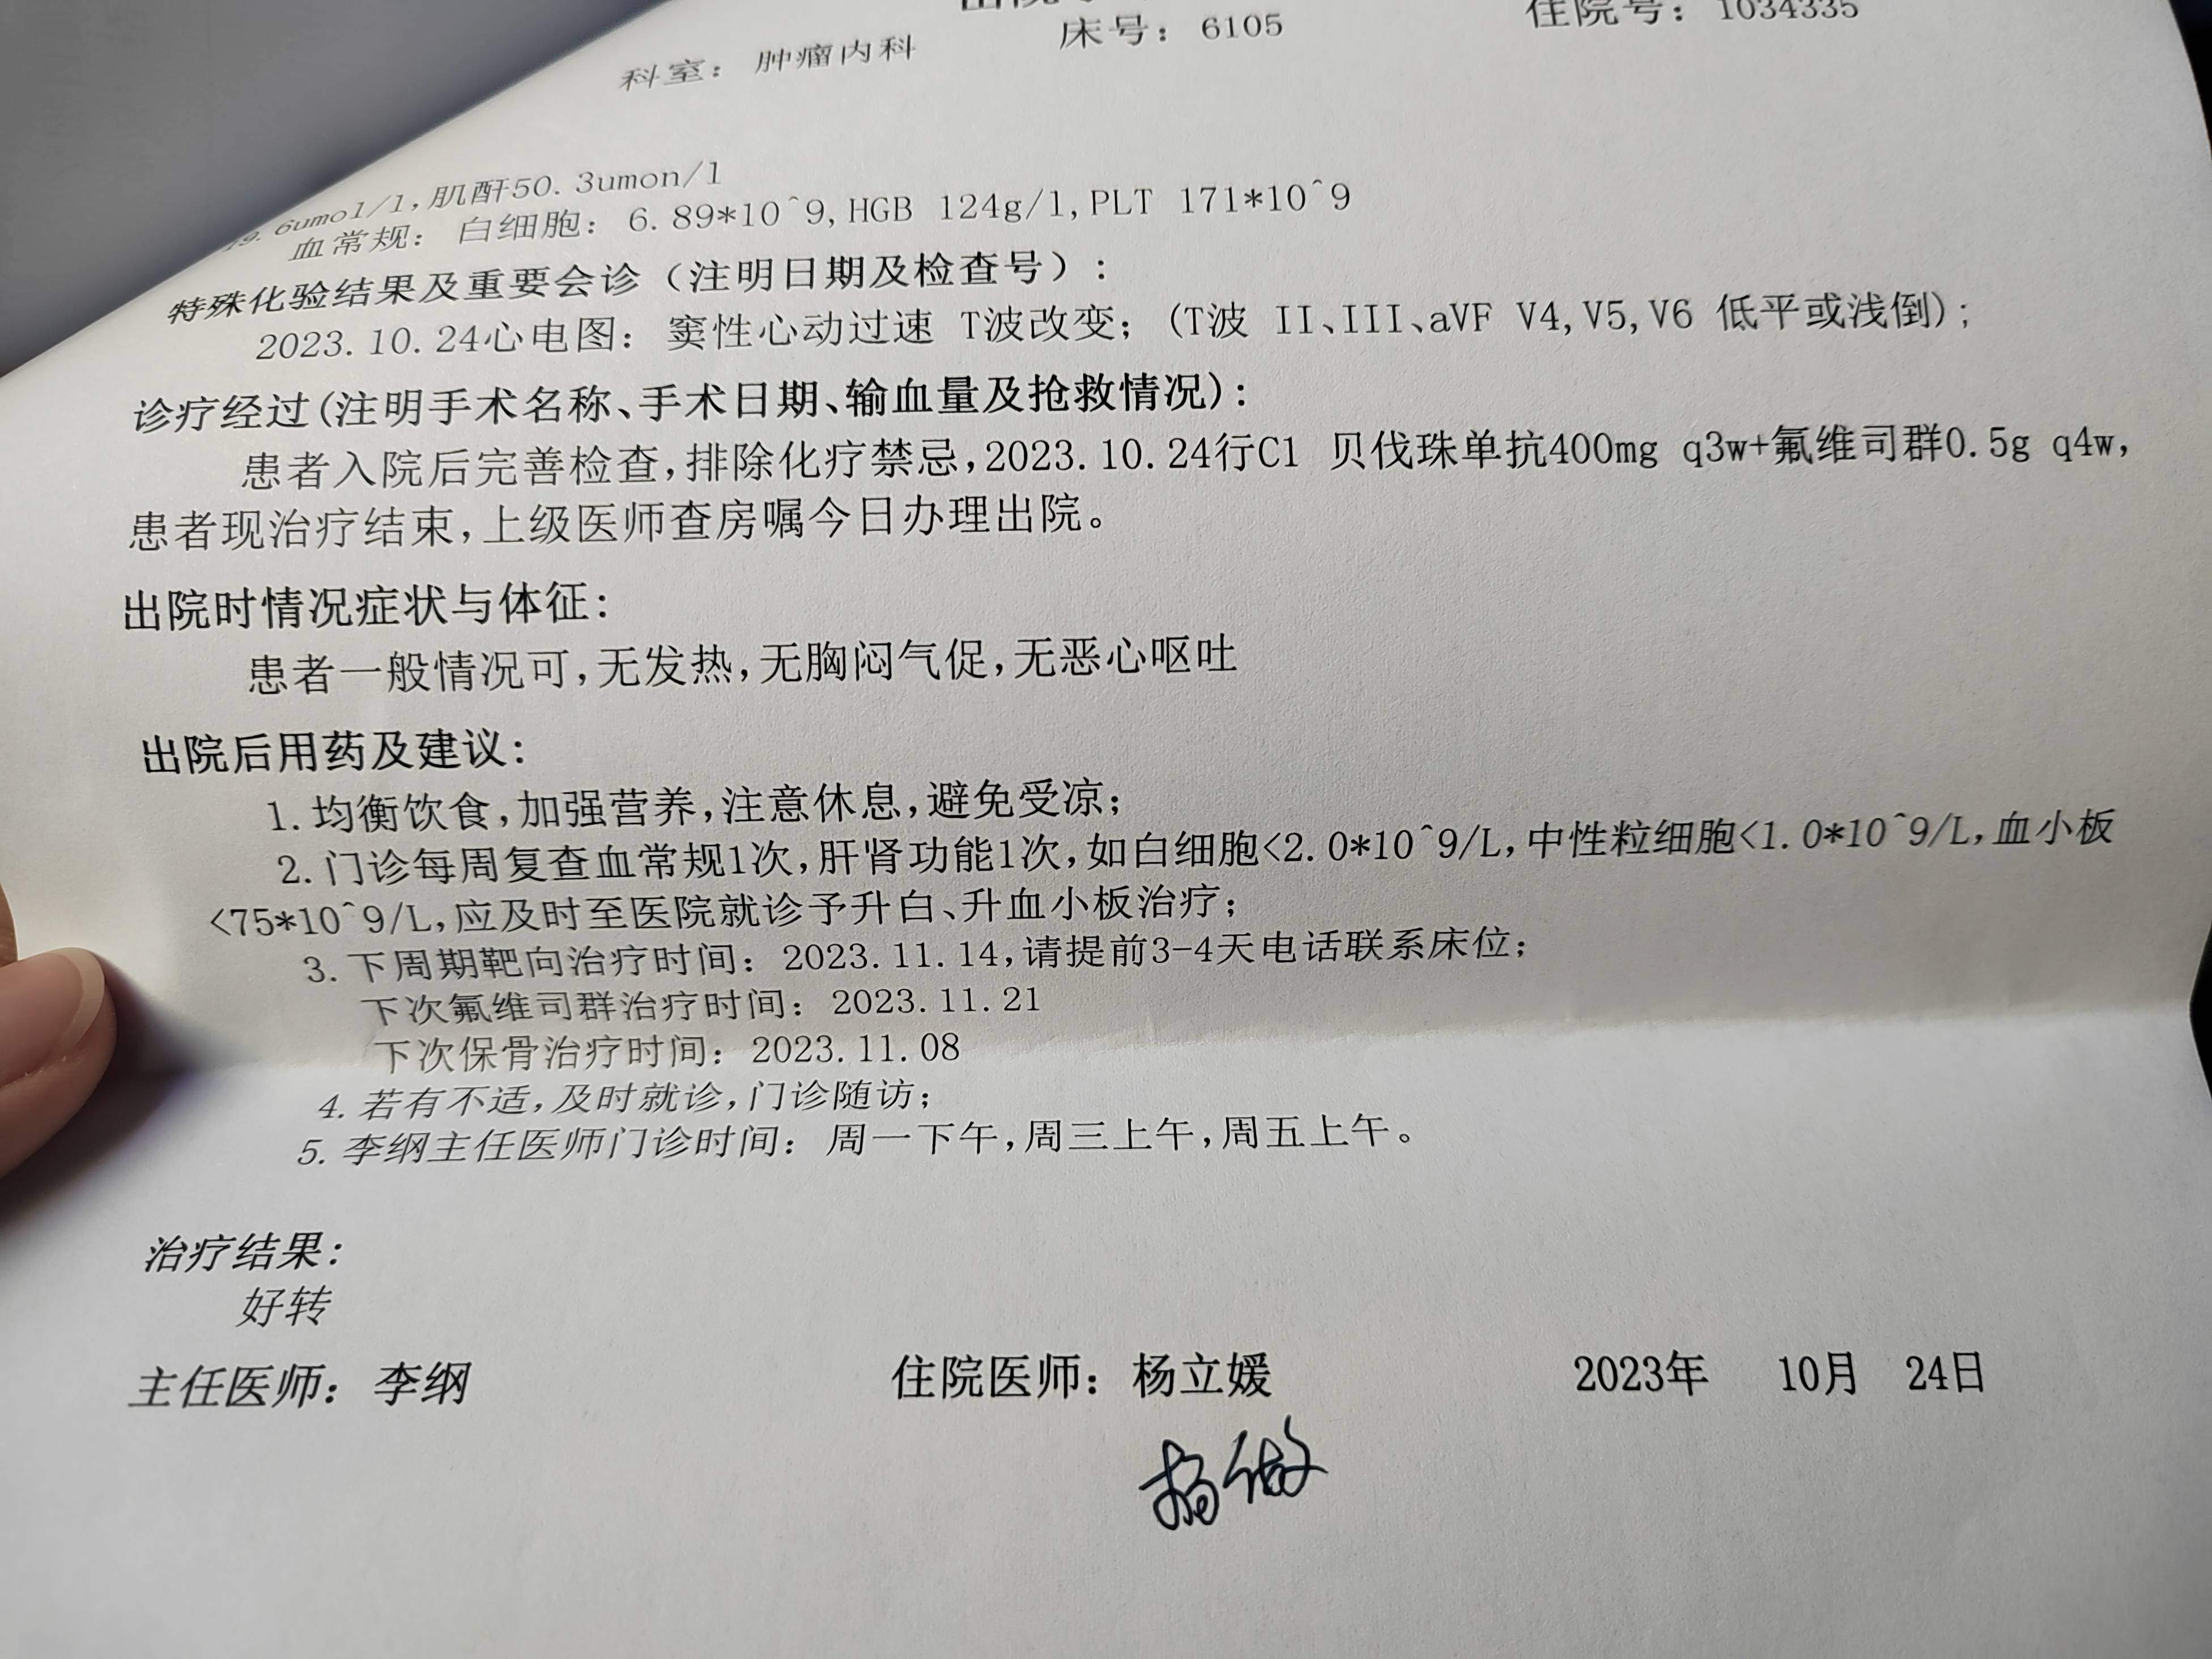 床号：6105 住院号：1034335
科室：肿瘤内科
9.6umol/l,肌酐50.3umon/l
血常规：白细胞：6.89*10^9,HGB 124g/l,PLT 171*10^9
特殊化验结果及重要会诊（注明日期及检查号）:
2023.10.24心电图：窦性心动过速 T波改变；(T波 II、III、aVF V4,V5,V6 低平或浅倒)；
诊疗经过(注明手术名称、手术日期、输血量及抢救情况):
患者入院后完善检查,排除化疗禁忌,2023.10.24行C1 贝伐珠单抗400mg q3w+氟维司群0.5g q4w,
患者现治疗结束,上级医师查房嘱今日办理出院。
出院时情况症状与体征:
患者一般情况可,无发热,无胸闷气促,无恶心呕吐
出院后用药及建议:
1.均衡饮食,加强营养,注意休息,避免受凉；
2.门诊每周复查血常规1次,肝肾功能1次,如白细胞<2.0*10^9/L,中性粒细胞<1.0*10^9/L,血小板
<75*10^9/L,应及时至医院就诊予升白、升血小板治疗；
3.下周期靶向治疗时间：2023.11.14,请提前3-4天电话联系床位；
下次氟维司群治疗时间：2023.11.21
下次保骨治疗时间：2023.11.08
4.若有不适,及时就诊,门诊随访；
5.李纲主任医师门诊时间：周一下午,周三上午,周五上午。
治疗结果:
好转
主任医师：李纲 住院医师：杨立媛 2023年 10月 24日